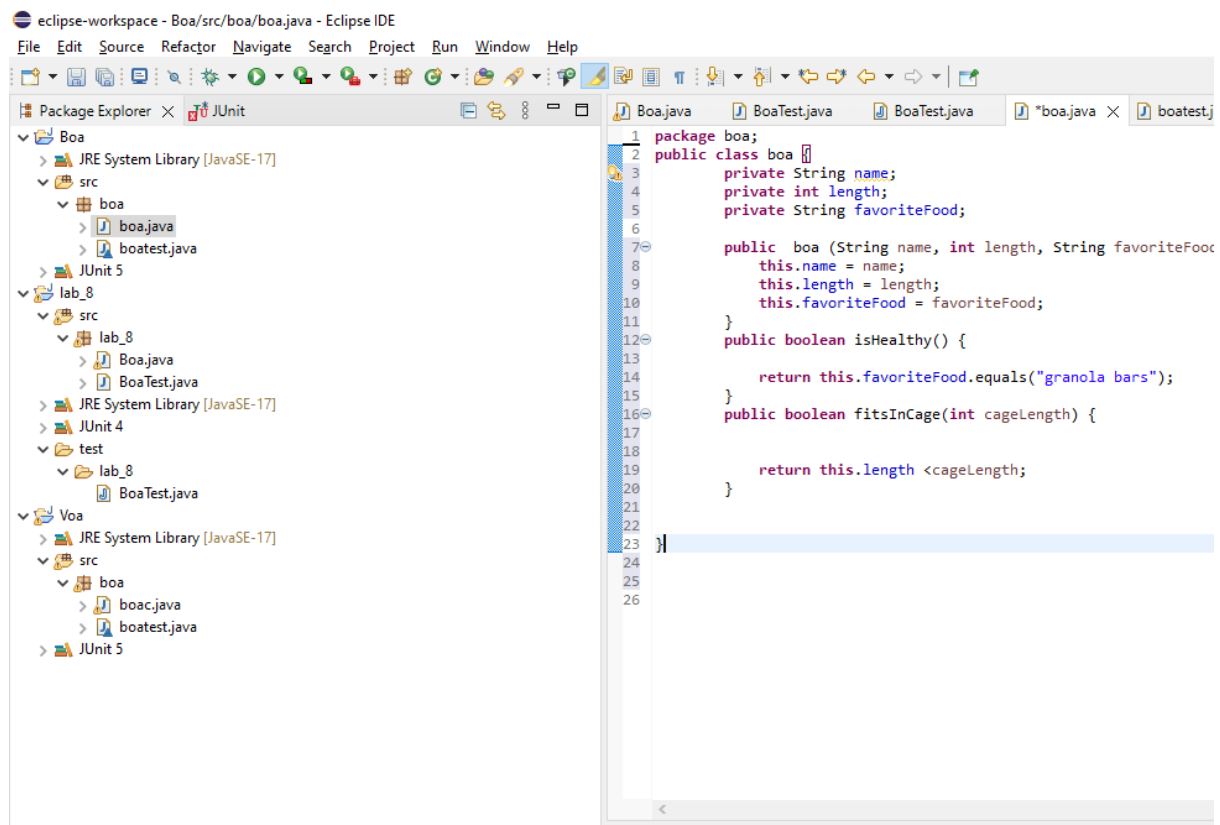 eclipse-workspace - Boa/src/boa/boa.java - Eclipse IDE
File Edit Source Refactor Navigate Search Project Run Window Help
Package Explorer JUnit
Boa
JRE System Library [JavaSE-17]
src
boa
boa.java
boatest.java
JUnit 5
lab_8
src
lab_8
Boa.java
BoaTest.java
JRE System Library [JavaSE-17]
JUnit 4
test
lab_8
BoaTest.java
Voa
JRE System Library [JavaSE-17]
src
boa
boac.java
boatest.java
JUnit 5
Boa.java BoaTest.java BoaTest.java *boa.java boatest.j
1 package boa;
2 public class boa {
3 private String name;
4 private int length;
5 private String favoriteFood;
6
7 public boa (String name, int length, String favoriteFood
8 this.name = name;
9 this.length = length;
10 this.favoriteFood = favoriteFood;
11 }
12 public boolean isHealthy() {
13
14 return this.favoriteFood.equals("granola bars");
15 }
16 public boolean fitsInCage(int cageLength) {
17
18
19 return this.length <cageLength;
20 }
21
22
23 }
24
25
26